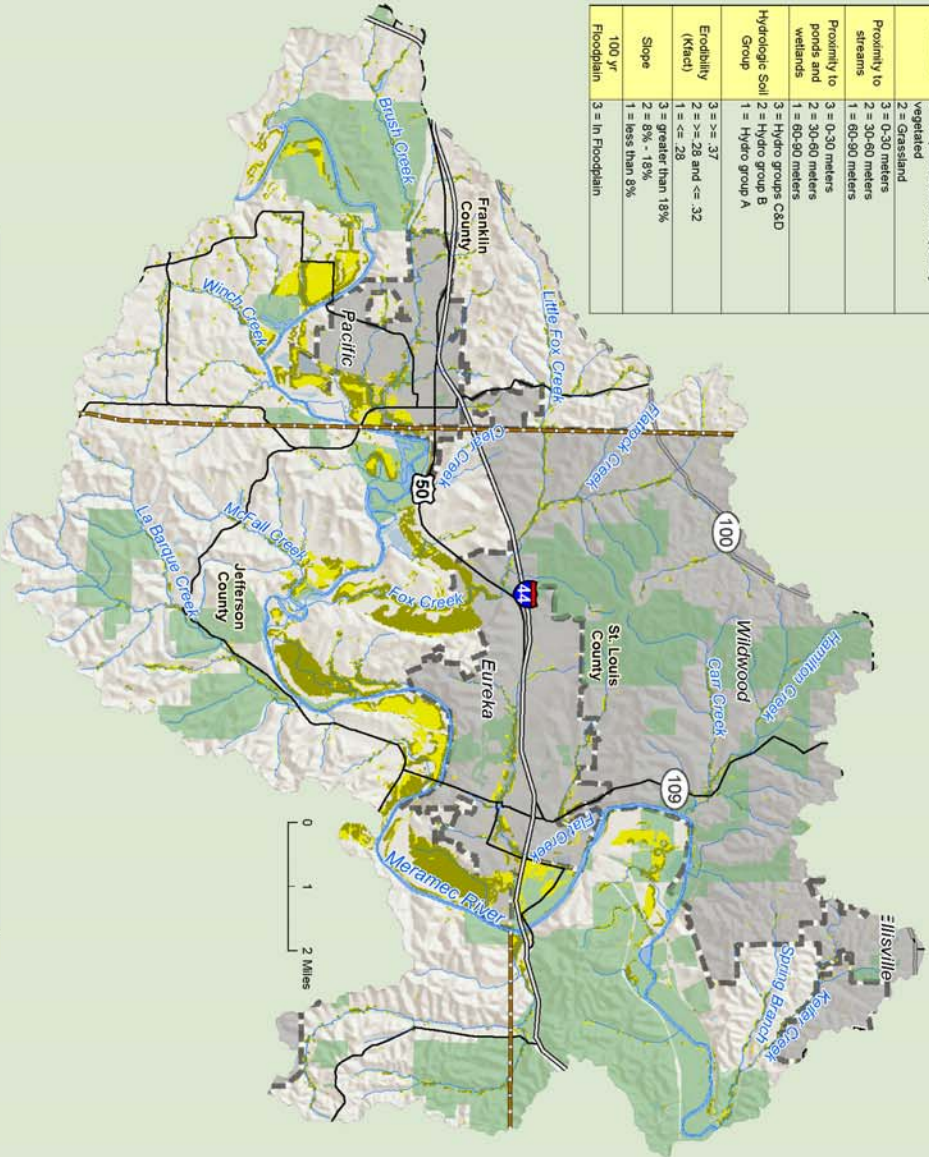 vegetated
2 = Grassland
Proximity to
streams
3 = 0-30 meters
2 = 30-60 meters
1 = 60-90 meters
Proximity to
ponds and
wetlands
3 = 0-30 meters
2 = 30-60 meters
1 = 60-90 meters
Hydrologic Soil
Group
3 = Hydro groups C&D
2 = Hydro group B
1 = Hydro group A
Erodibility
(Kfact)
3 = >= .37
2 = >= .28 and <= .32
1 = <= .28
Slope
3 = greater than 18%
2 = 8% - 18%
1 = less than 8%
100 yr
Floodplain
3 = In Floodplain
Brush Creek
Franklin
County
Little Fox Creek
Flatrock Creek
Winch Creek
Pacific
Clear Creek
50
100
44
La Barque Creek
McFall Creek
Jefferson
County
Fox Creek
Eureka
St. Louis
County
Wildwood
Hamilton Creek
Carr Creek
109
Flat Creek
Meramec River
Ellisville
Spring Branch
Keifer Creek
0
1
2 Miles